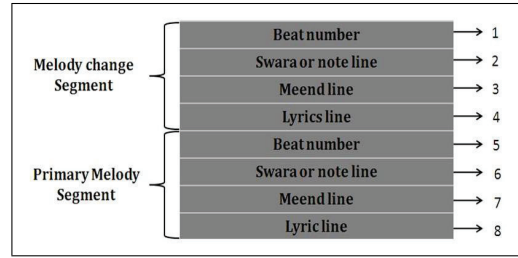 Beat number 1
Swara or note line 2
Melody change
Segment
Meend line 3
Lyrics line 4
Beat number 5
Swara or note line 6
Primary Melody
Segment
Meend line 7
Lyric line 8